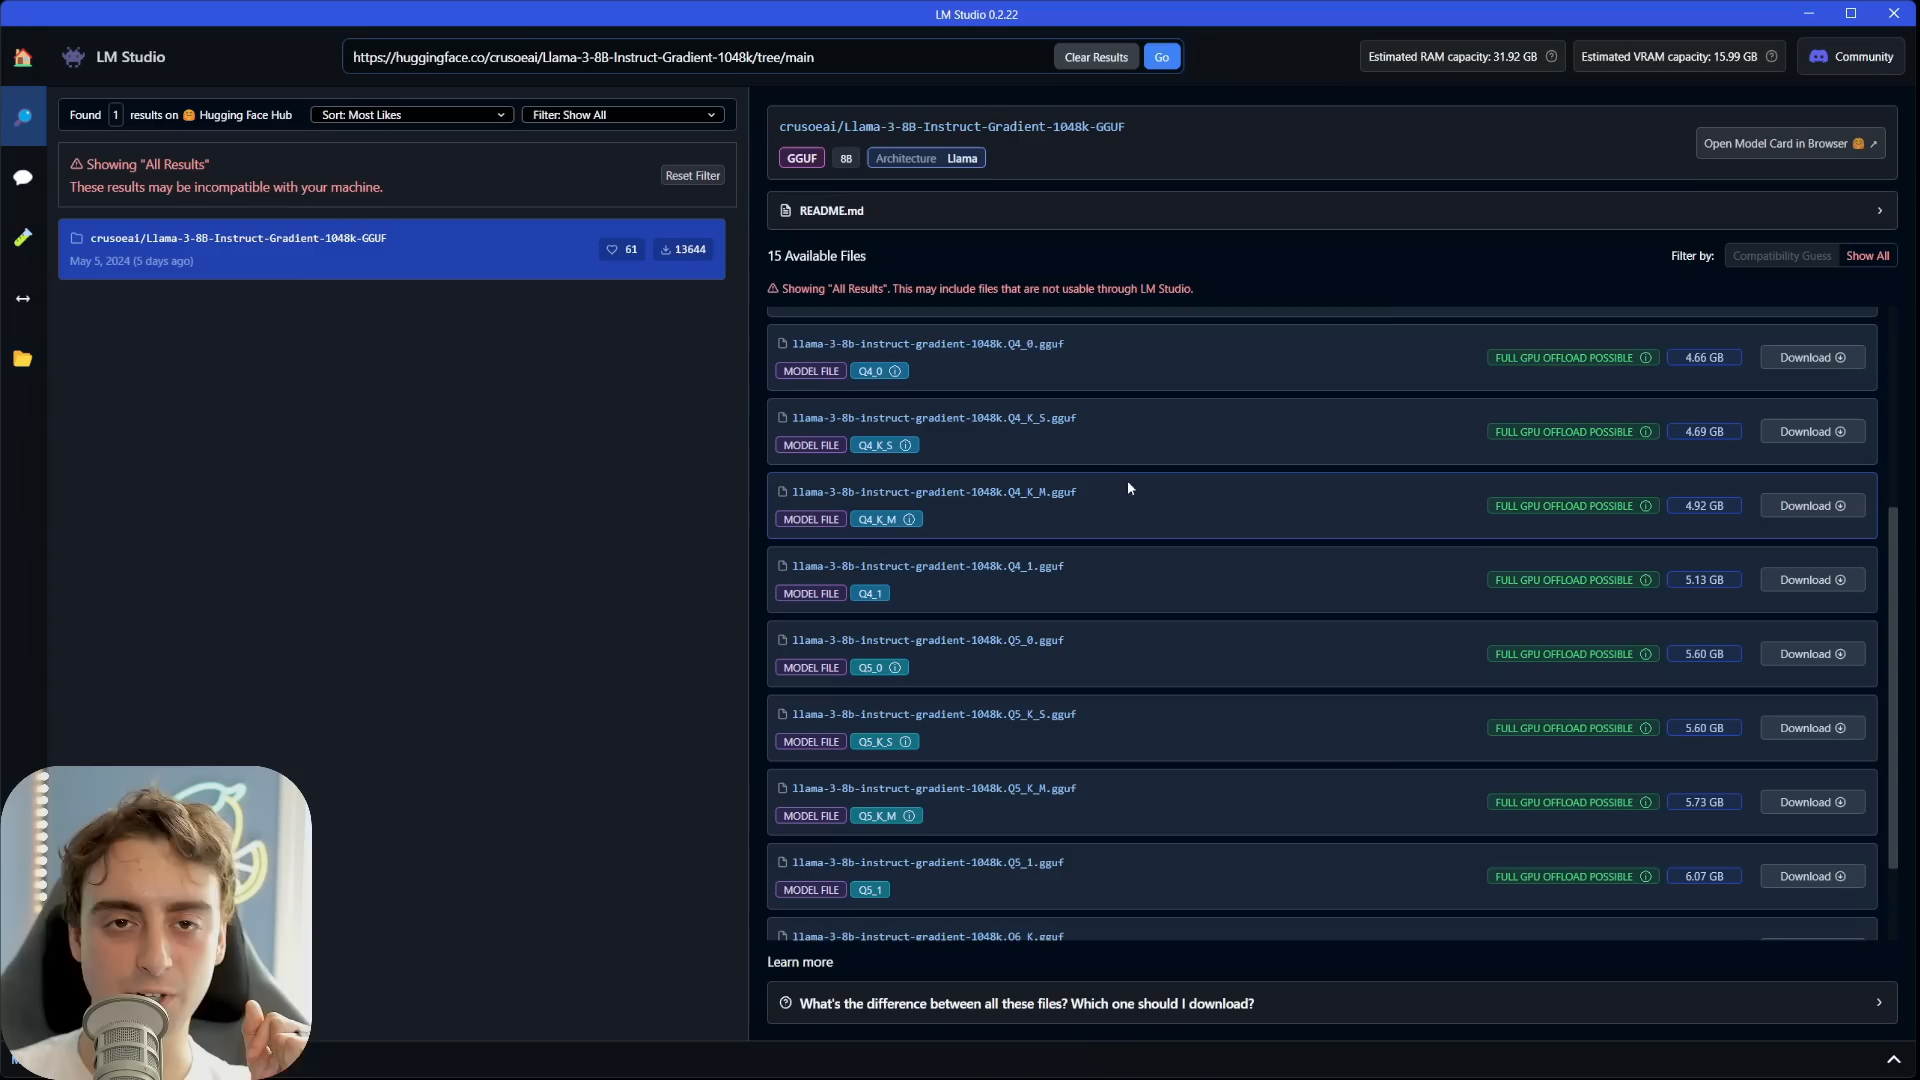 LM Studio 0.2.22
LM Studio
https://huggingface.co/crusoeai/Llama-3-8B-Instruct-Gradient-1048k/tree/main
Clear Results
Go
Estimated RAM capacity: 31.92 GB
Estimated VRAM capacity: 15.99 GB
Community
Found 1 results on Hugging Face Hub
Sort: Most Likes
Filter: Show All
Showing "All Results"
These results may be incompatible with your machine.
Reset Filter
crusoeai/Llama-3-8B-Instruct-Gradient-1048k-GGUF
May 5, 2024 (5 days ago)
61
13644
crusoeai/Llama-3-8B-Instruct-Gradient-1048k-GGUF
GGUF 8B Architecture Llama
Open Model Card in Browser
README.md
15 Available Files
Filter by: Compatibility Guess Show All
Showing "All Results". This may include files that are not usable through LM Studio.
llama-3-8b-instruct-gradient-1048k.Q4_0.gguf
MODEL FILE Q4_0
FULL GPU OFFLOAD POSSIBLE 4.66 GB Download
llama-3-8b-instruct-gradient-1048k.Q4_K_S.gguf
MODEL FILE Q4_K_S
FULL GPU OFFLOAD POSSIBLE 4.69 GB Download
llama-3-8b-instruct-gradient-1048k.Q4_K_M.gguf
MODEL FILE Q4_K_M
FULL GPU OFFLOAD POSSIBLE 4.92 GB Download
llama-3-8b-instruct-gradient-1048k.Q4_1.gguf
MODEL FILE Q4_1
FULL GPU OFFLOAD POSSIBLE 5.13 GB Download
llama-3-8b-instruct-gradient-1048k.Q5_0.gguf
MODEL FILE Q5_0
FULL GPU OFFLOAD POSSIBLE 5.60 GB Download
llama-3-8b-instruct-gradient-1048k.Q5_K_S.gguf
MODEL FILE Q5_K_S
FULL GPU OFFLOAD POSSIBLE 5.60 GB Download
llama-3-8b-instruct-gradient-1048k.Q5_K_M.gguf
MODEL FILE Q5_K_M
FULL GPU OFFLOAD POSSIBLE 5.73 GB Download
llama-3-8b-instruct-gradient-1048k.Q5_1.gguf
MODEL FILE Q5_1
FULL GPU OFFLOAD POSSIBLE 6.07 GB Download
llama-3-8b-instruct-gradient-1048k.Q6_K.gguf
Learn more
What's the difference between all these files? Which one should I download?